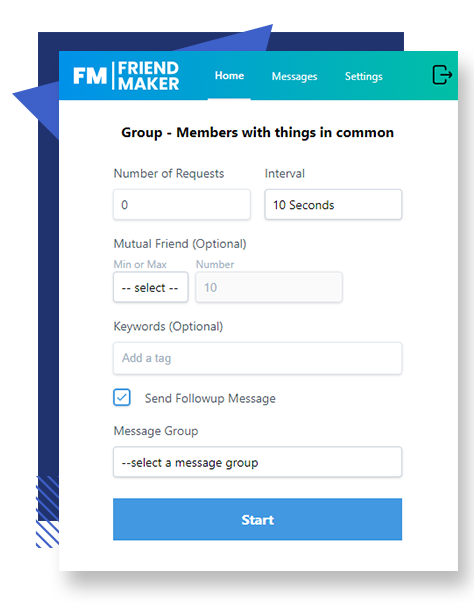 FM FRIEND MAKER
Home Messages Settings
Group - Members with things in common
Number of Requests Interval
0 10 Seconds
Mutual Friend (Optional)
Min or Max Number
-- select -- 10
Keywords (Optional)
Add a tag
Send Followup Message
Message Group
--select a message group
Start